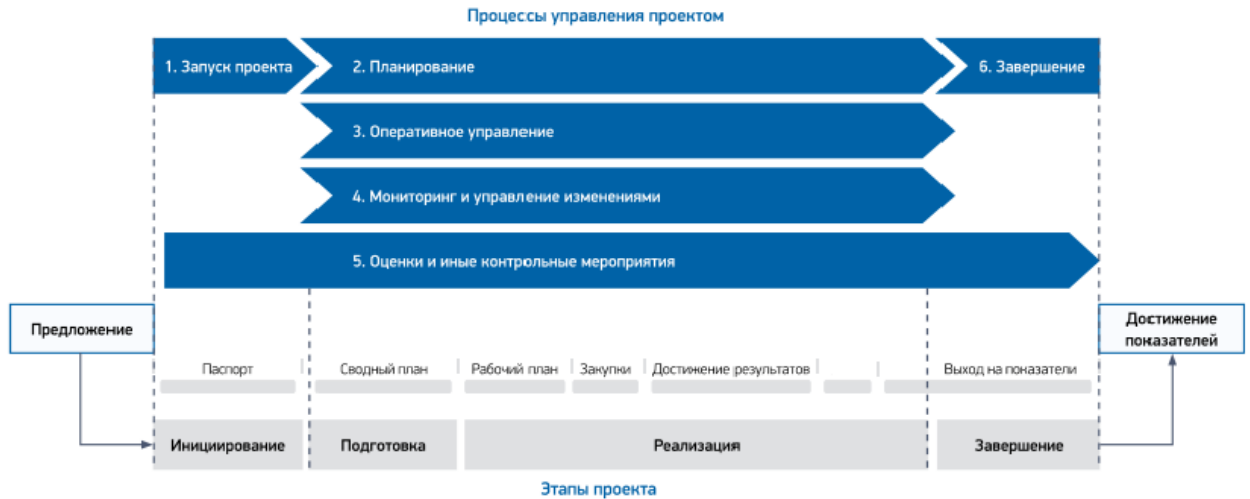 Процессы управления проектом
1. Запуск проекта
2. Планирование
6. Завершение
3. Оперативное управление
4. Мониторинг и управление изменениями
5. Оценки и иные контрольные мероприятия
Предложение
Достижение
показателей
Паспорт
Сводный план
Рабочий план
Закупки
Достижение результатов
Выход на показатели
Инициирование
Подготовка
Реализация
Завершение
Этапы проекта